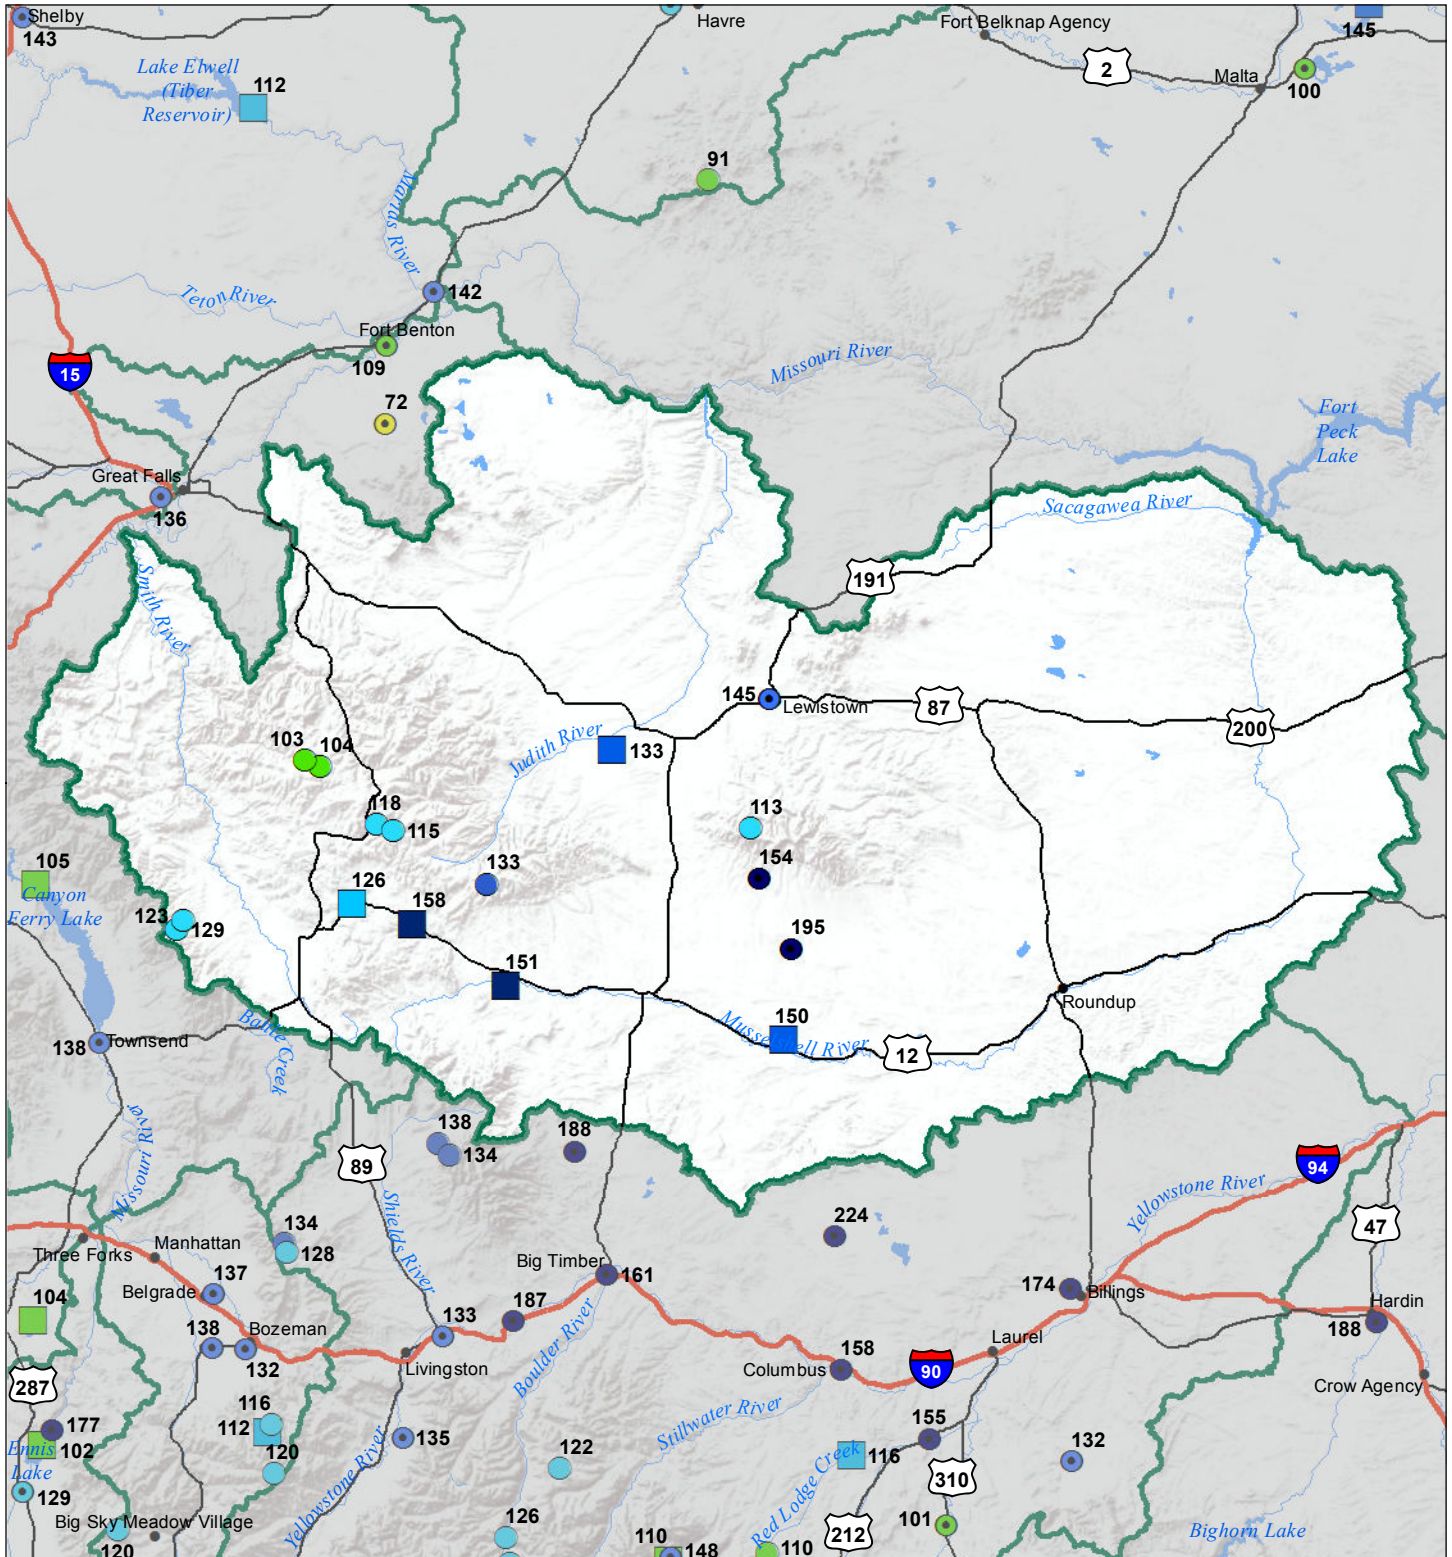 Shelby
143
Havre
Fort Belknap Agency
145
2
Malta
100
Lake Elwell
(Tiber
Reservoir)
112
91
Marias River
142
Teton River
Fort Benton
109
15
Missouri River
72
Fort
Peck
Lake
Great Falls
136
Sacagawea River
191
Smith River
145
Lewistown
87
200
103
104
Judith River
133
118
115
113
154
133
105
Canyon
Ferry Lake
126
158
123
129
195
151
Roundup
150
Musselshell River
12
Battle Creek
138
Townsend
Missouri River
138
134
188
89
94
Yellowstone River
Shields River
224
47
134
128
Three Forks
Manhattan
Big Timber
161
137
Belgrade
174
Billings
Hardin
188
104
187
133
138
Bozeman
132
Livingston
Boulder River
Laurel
158
Columbus
90
Crow Agency
287
177
102
Ennis
Lake
116
112
120
135
Yellowstone River
122
Stillwater River
155
116
Red Lodge Creek
132
310
129
Big Sky Meadow Village
120
126
110
148
110
212
101
Bighorn Lake